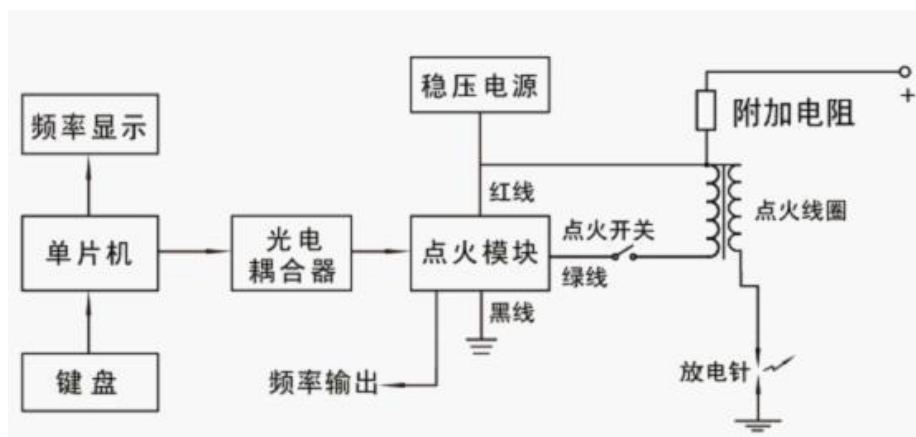 稳压电源
+
附加电阻
频率显示
红线
单片机
光电
耦合器
点火模块
点火开关
绿线
点火线圈
黑线
键盘
频率输出
放电针